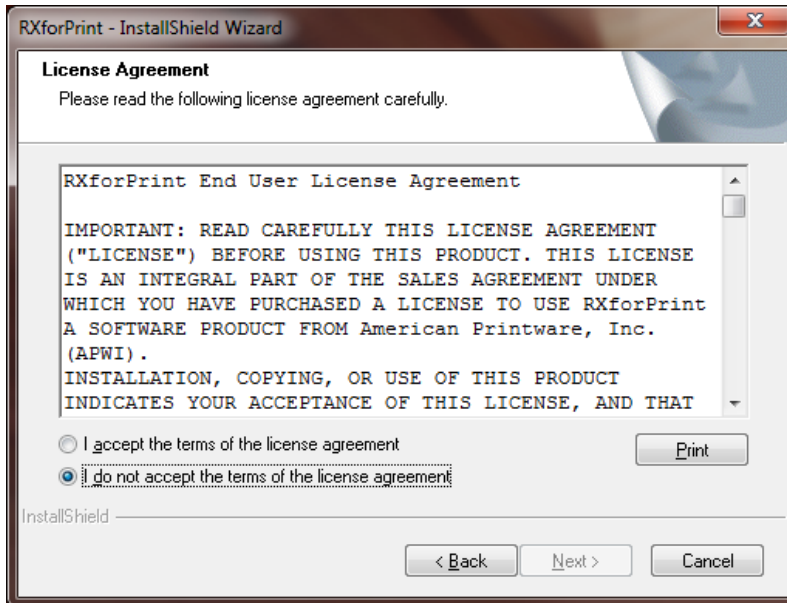 RXforPrint - InstallShield Wizard
License Agreement
Please read the following license agreement carefully.
RXforPrint End User License Agreement
IMPORTANT: READ CAREFULLY THIS LICENSE AGREEMENT
("LICENSE") BEFORE USING THIS PRODUCT. THIS LICENSE
IS AN INTEGRAL PART OF THE SALES AGREEMENT UNDER
WHICH YOU HAVE PURCHASED A LICENSE TO USE RXforPrint
A SOFTWARE PRODUCT FROM American Printware, Inc.
(APWI).
INSTALLATION, COPYING, OR USE OF THIS PRODUCT
INDICATES YOUR ACCEPTANCE OF THIS LICENSE, AND THAT
I accept the terms of the license agreement
Print
I do not accept the terms of the license agreement
InstallShield
< Back
Next >
Cancel